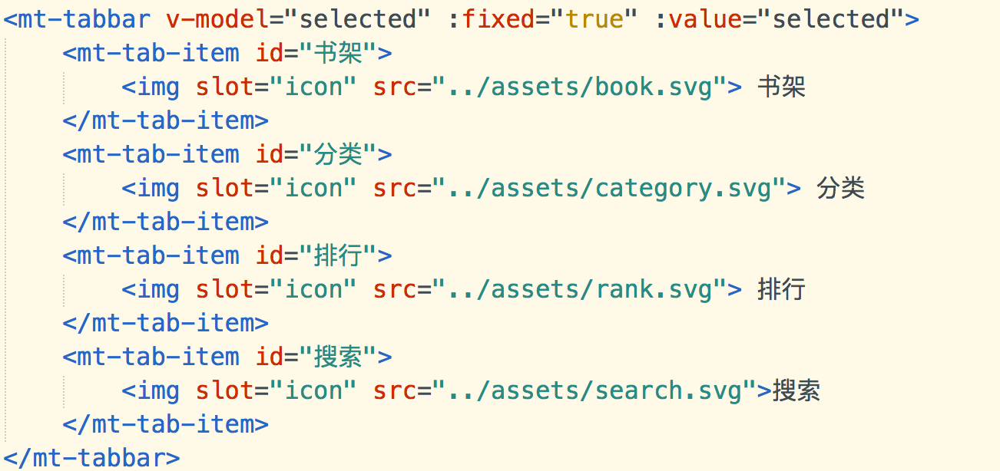 <mt-tabbar v-model="selected" :fixed="true" :value="selected">
    <mt-tab-item id="书架">
        <img slot="icon" src="../assets/book.svg"> 书架
    </mt-tab-item>
    <mt-tab-item id="分类">
        <img slot="icon" src="../assets/category.svg"> 分类
    </mt-tab-item>
    <mt-tab-item id="排行">
        <img slot="icon" src="../assets/rank.svg"> 排行
    </mt-tab-item>
    <mt-tab-item id="搜索">
        <img slot="icon" src="../assets/search.svg">搜索
    </mt-tab-item>
</mt-tabbar>